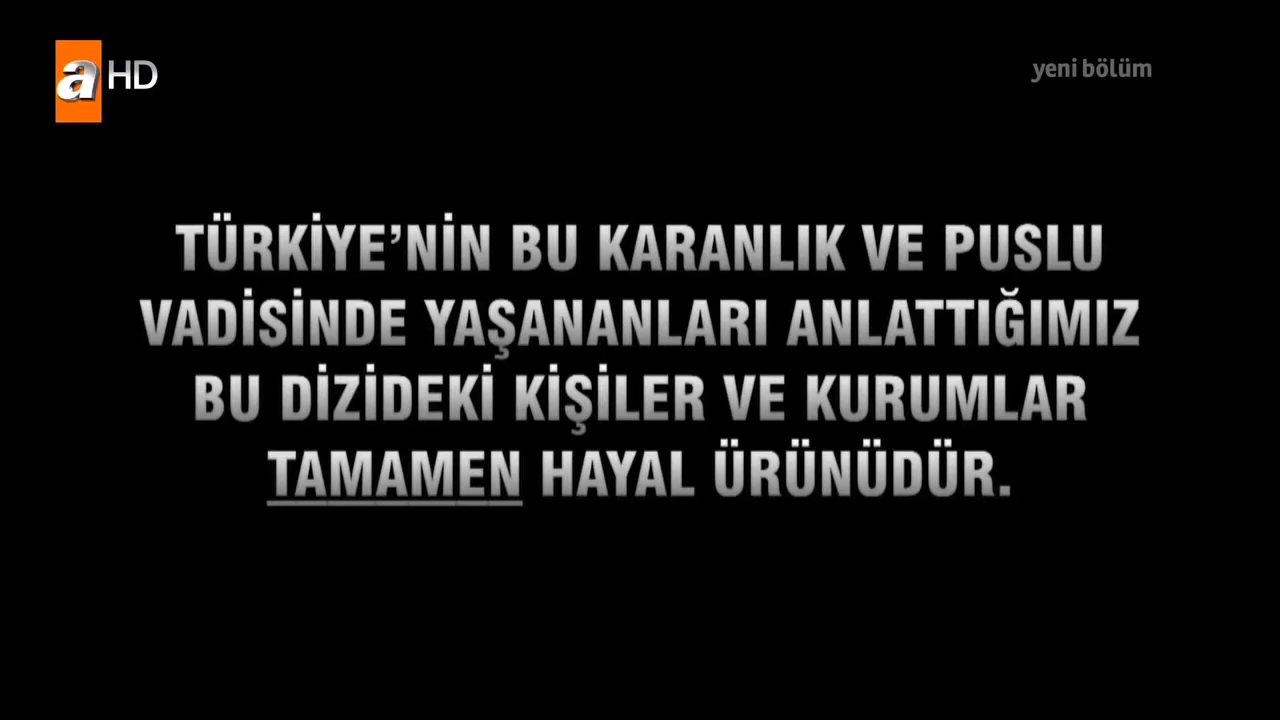 a HD
yeni bölüm
TÜRKİYE’NİN BU KARANLIK VE PUSLU
VADİSİNDE YAŞANANLARI ANLATTIĞIMIZ
BU DİZİDEKİ KİŞİLER VE KURUMLAR
TAMAMEN HAYAL ÜRÜNÜDÜR.